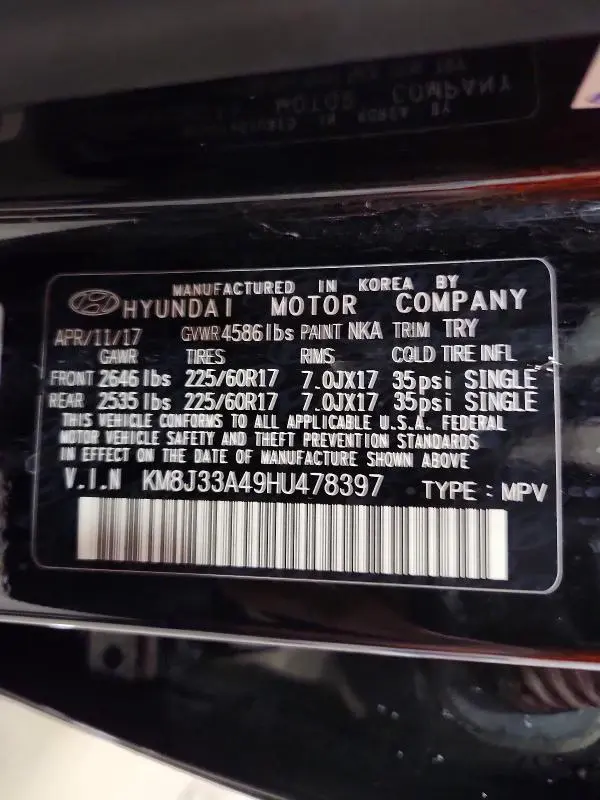 MANUFACTURED IN KOREA BY
HYUNDAI MOTOR COMPANY
APR/11/17 GVWR 4586lbs PAINT NKA TRIM TRY
GAWR TIRES RIMS COLD TIRE INFL
FRONT 2646 lbs 225/60R17 7.0JX17 35psi SINGLE
REAR 2535 lbs 225/60R17 7.0JX17 35psi SINGLE
THIS VEHICLE CONFORMS TO ALL APPLICABLE U.S.A. FEDERAL
MOTOR VEHICLE SAFETY AND THEFT PREVENTION STANDARDS
IN EFFECT ON THE DATE OF MANUFACTURE SHOWN ABOVE
V.I.N KM8J33A49HU478397 TYPE : MPV